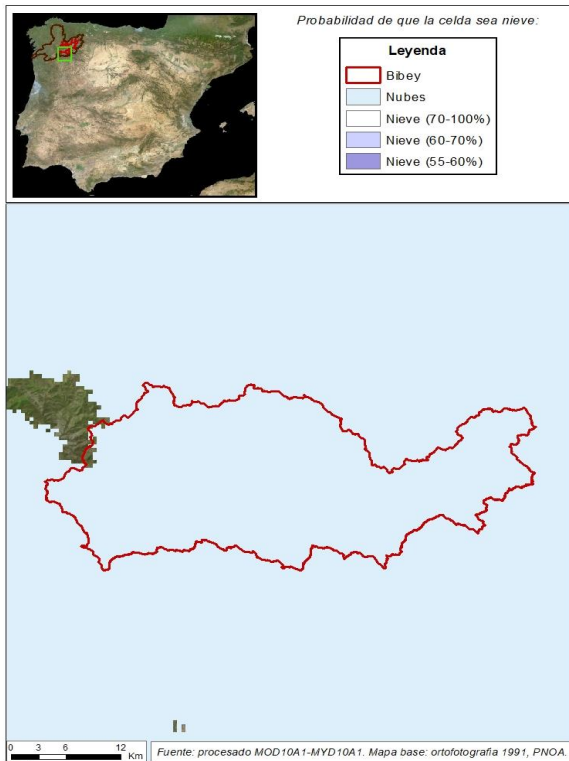 Probabilidad de que la celda sea nieve:
Leyenda
Bibey
Nubes
Nieve (70-100%)
Nieve (60-70%)
Nieve (55-60%)
0 3 6 12
Km
Fuente: procesado MOD10A1-MYD10A1. Mapa base: ortofotografia 1991, PNOA.